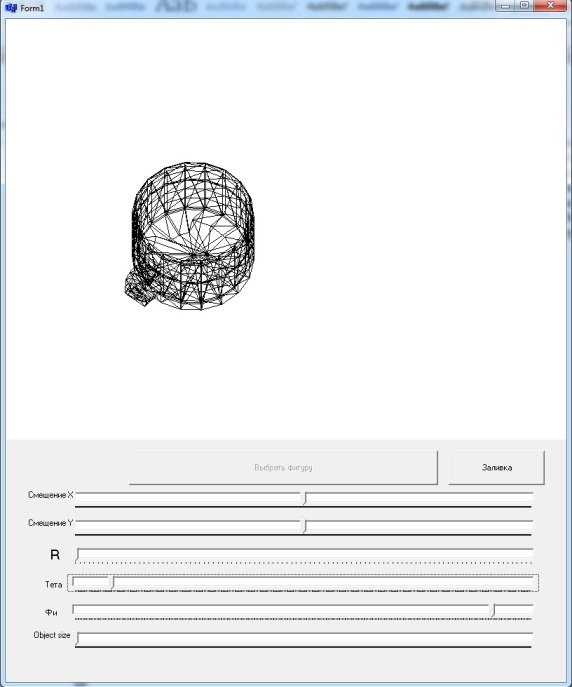 Form1
Выбрать фигуру
Заливка
Смещение X
Смещение Y
R
Тета
Фи
Object size